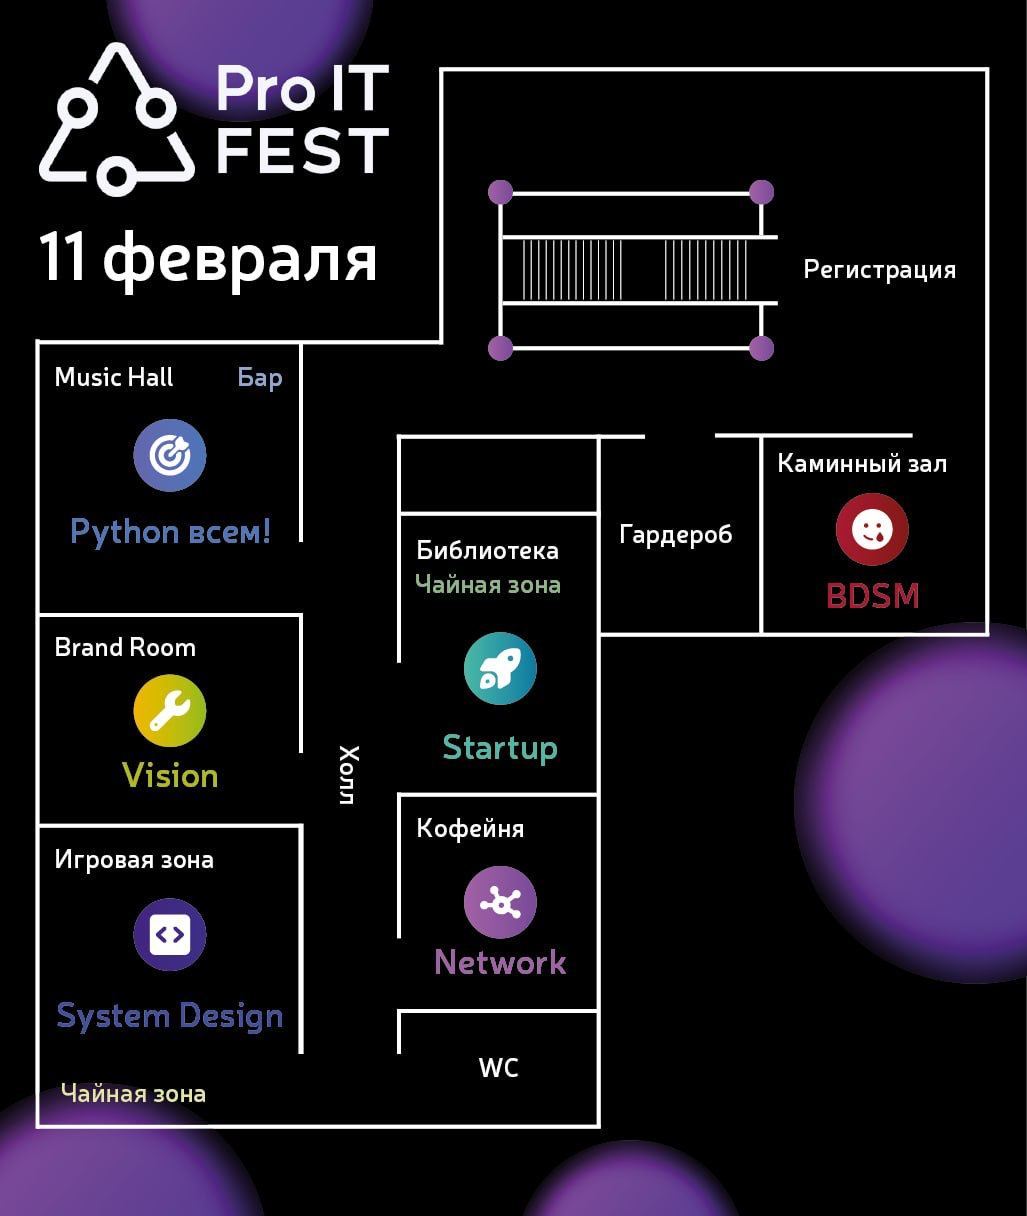 Pro IT
FEST
11 февраля
Регистрация
Music Hall
Бар
Python всем!
Каминный зал
BDSM
Гардероб
Библиотека
Чайная зона
Startup
Brand Room
Vision
Холл
Кофейня
Network
Игровая зона
System Design
Чайная зона
WC